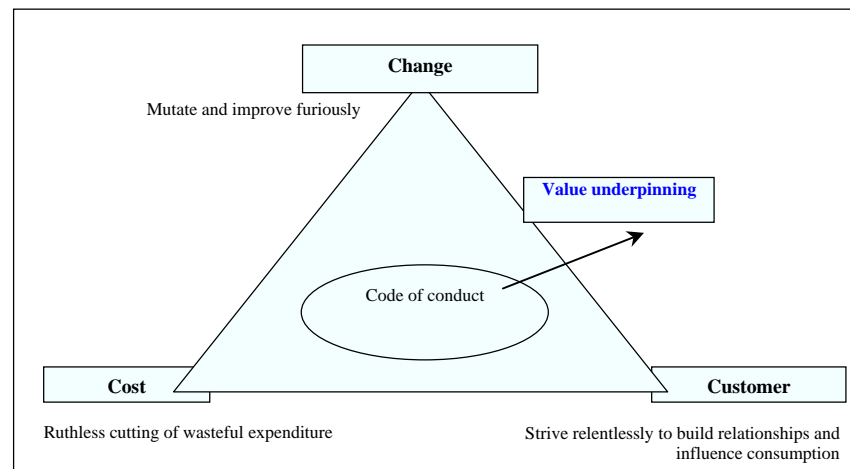 Change
Mutate and improve furiously
Value underpinning
Code of conduct
Cost
Customer
Ruthless cutting of wasteful expenditure
Strive relentlessly to build relationships and
influence consumption